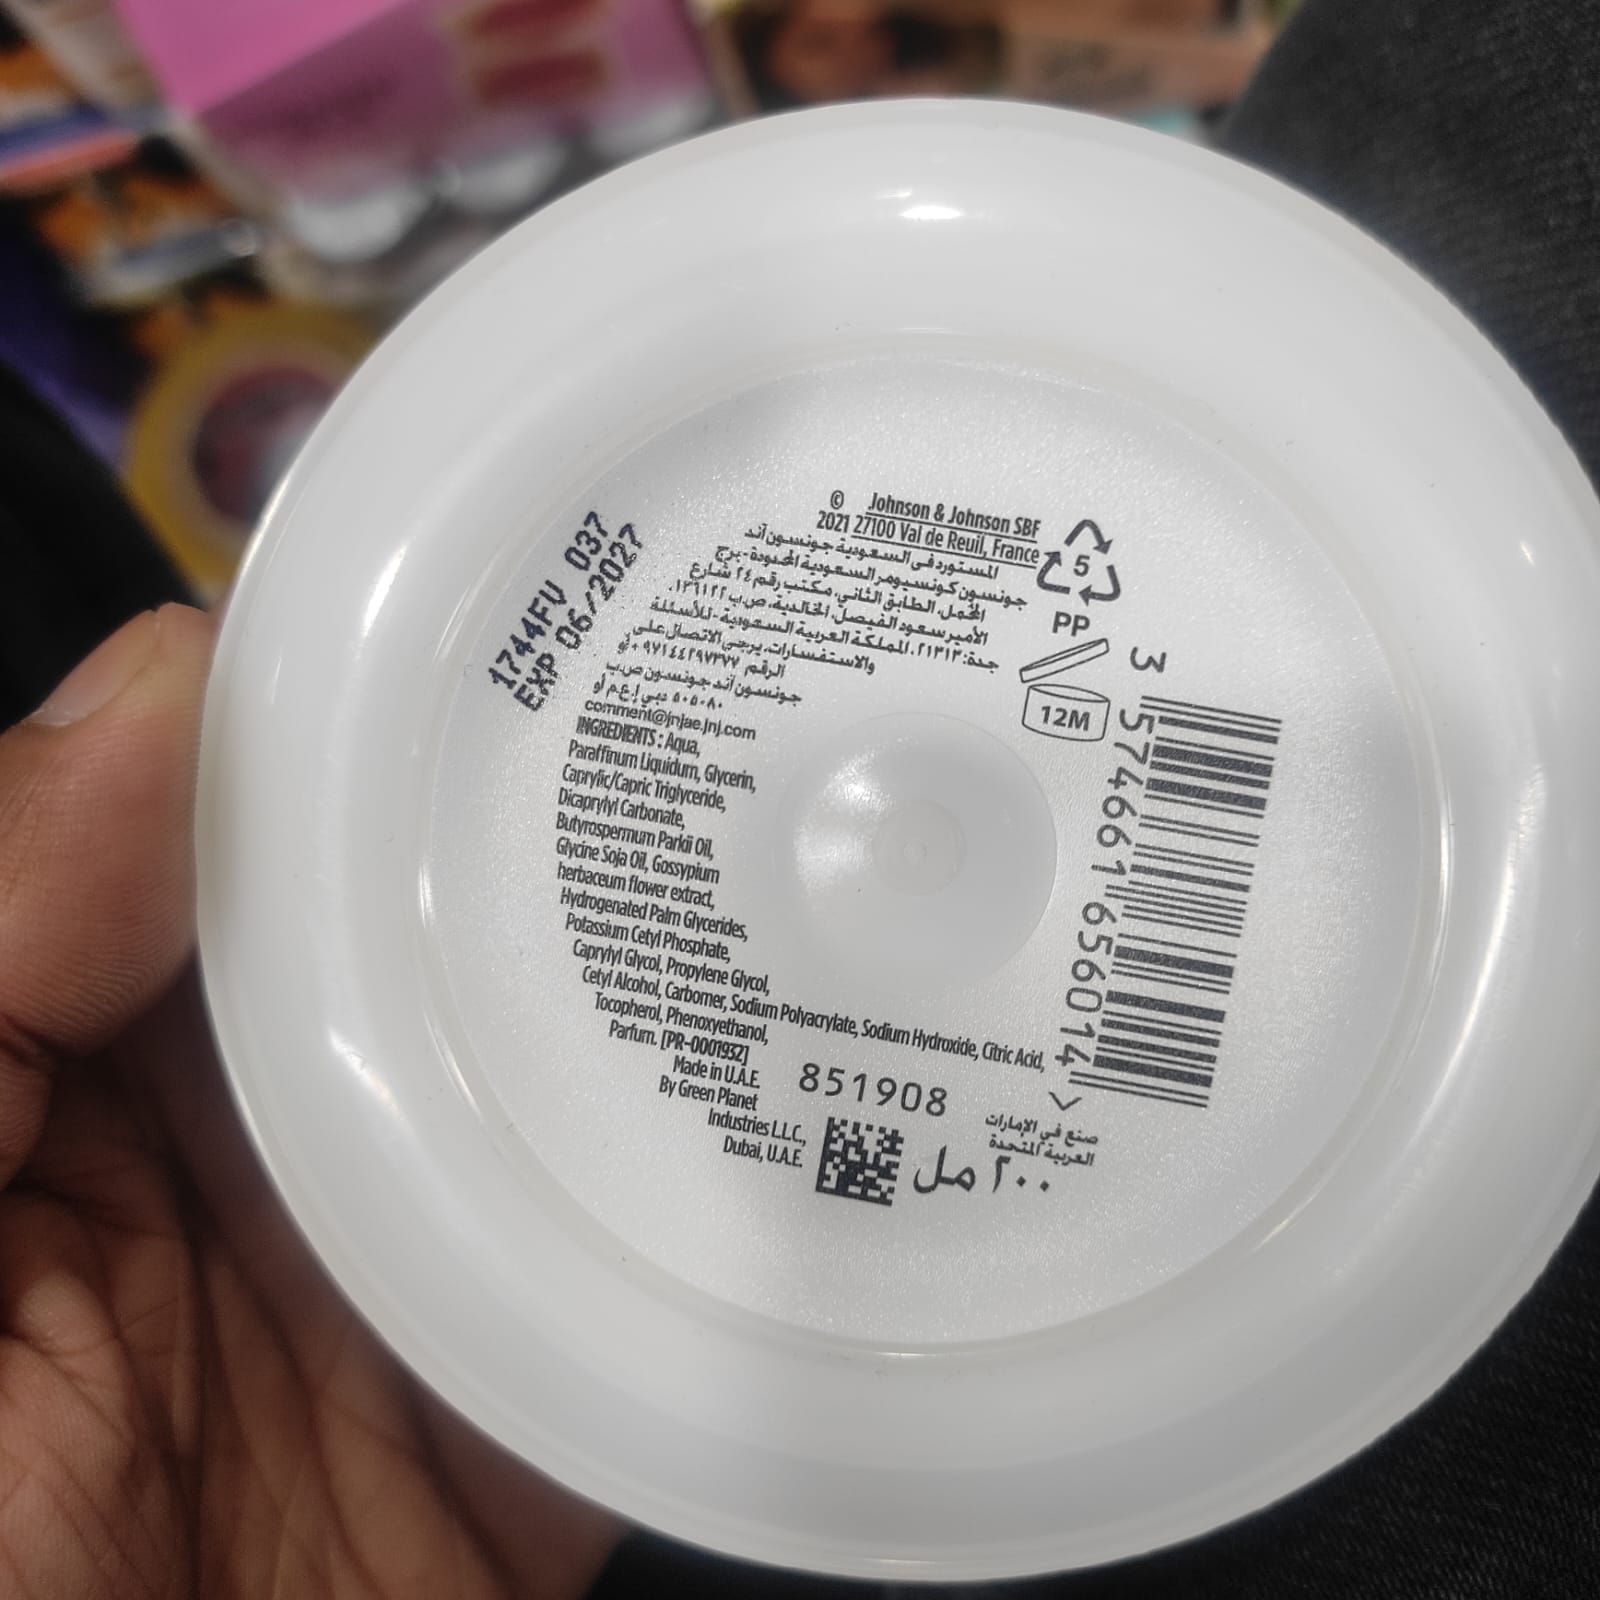 1744FV 037
EXP 06/2027
© Johnson & Johnson SBF
2021 27100 Val de Reuil, France
المستورد في السعودية جونسون آند
جونسون كونسيومر السعودية المحدودة - برج
المخمل، الطابق الثاني، مكتب رقم ٢٤ شارع
الأمير سعود الفيصل، الخالدية، ص.ب ١٣٦١٢٢،
جدة: ٢١٣١٣، المملكة العربية السعودية - للأسئلة
والاستفسارات، يرجى الاتصال على
الرقم ٩٧١٤٤٢٩٧٣٧٧+ أو
جونسون آند جونسون ص.ب
٥٠٥٠٨٠ دبي إ.ع.م أو
comment@jnjae.jnj.com
INGREDIENTS : Aqua,
Paraffinum Liquidum, Glycerin,
Caprylic/Capric Triglyceride,
Dicaprylyl Carbonate,
Butyrospermum Parkii Oil,
Glycine Soja Oil, Gossypium
herbaceum flower extract,
Hydrogenated Palm Glycerides,
Potassium Cetyl Phosphate,
Caprylyl Glycol, Propylene Glycol,
Cetyl Alcohol, Carbomer, Sodium Polyacrylate, Sodium Hydroxide, Citric Acid,
Tocopherol, Phenoxyethanol,
Parfum. [PR-0001932]
Made in U.A.E.
By Green Planet
Industries L.L.C.,
Dubai, U.A.E.
5
PP
12M
3 574661 656014 >
851908
صنع في الإمارات
العربية المتحدة
٢٠٠ مل